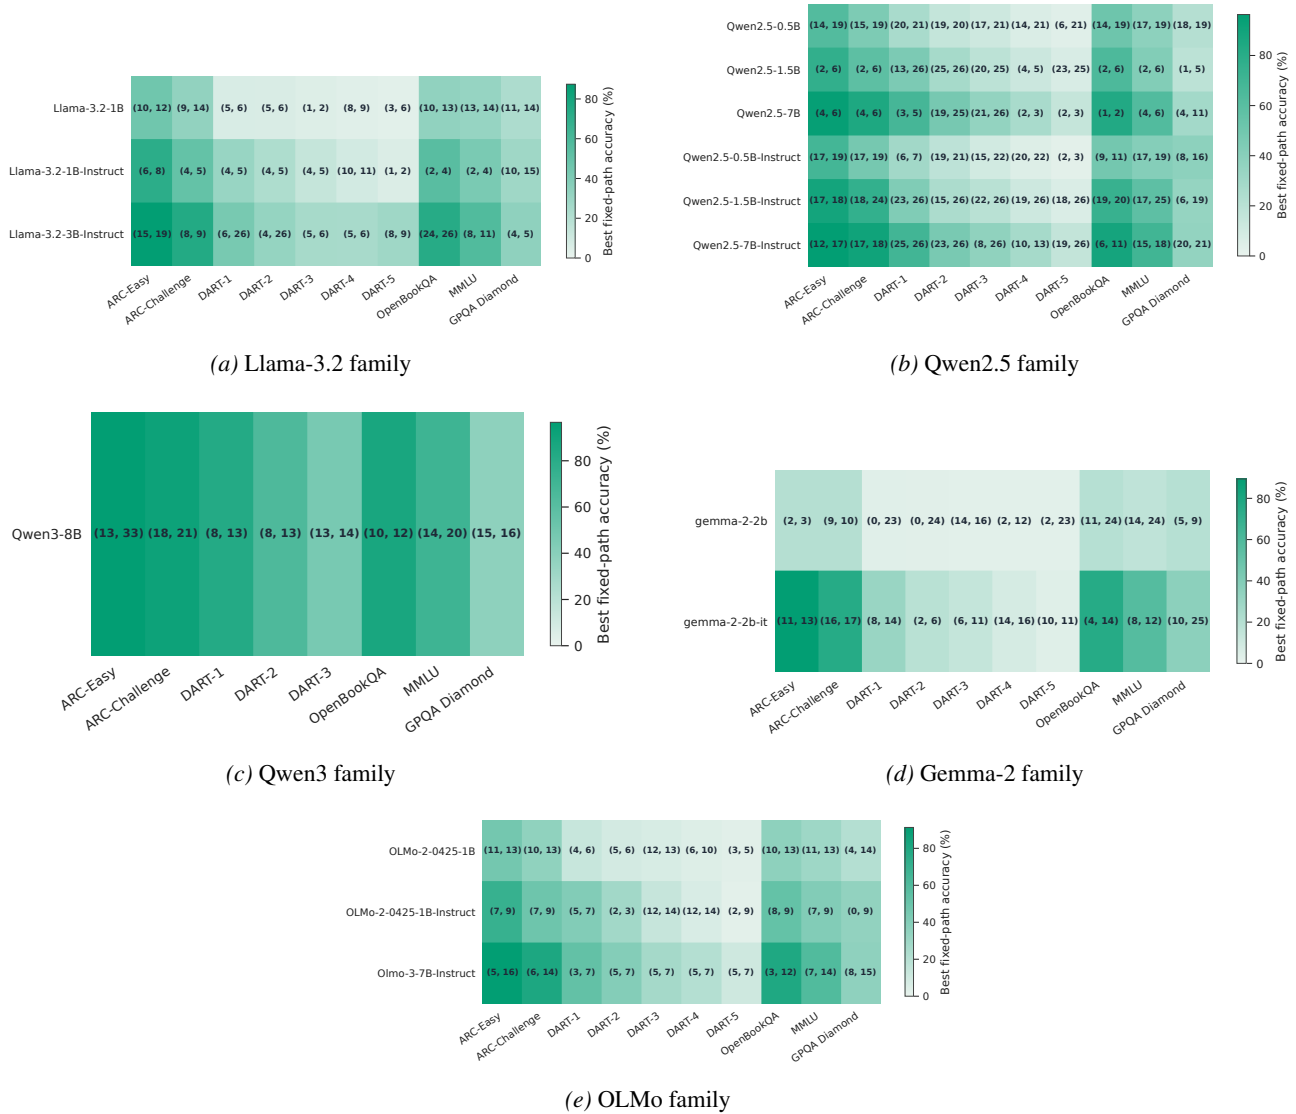 Llama-3.2-1B (10, 12) (9, 14) (5, 6) (5, 6) (1, 2) (8, 9) (3, 6) (10, 13) (13, 14) (11, 14)
Llama-3.2-1B-Instruct (6, 8) (4, 5) (4, 5) (4, 5) (4, 5) (10, 11) (1, 2) (2, 4) (2, 4) (10, 15)
Llama-3.2-3B-Instruct (15, 19) (8, 9) (6, 26) (4, 26) (5, 6) (5, 6) (8, 9) (24, 26) (8, 11) (4, 5)
ARC-Easy ARC-Challenge DART-1 DART-2 DART-3 DART-4 DART-5 OpenBookQA MMLU GPQA Diamond
80
60
40
20
0
Best fixed-path accuracy (%)
(a) Llama-3.2 family
Qwen2.5-0.5B (14, 19) (15, 19) (20, 21) (19, 20) (17, 21) (14, 21) (6, 21) (14, 19) (17, 19) (18, 19)
Qwen2.5-1.5B (2, 6) (2, 6) (13, 26) (25, 26) (20, 25) (4, 5) (23, 25) (2, 6) (2, 6) (1, 5)
Qwen2.5-7B (4, 6) (4, 6) (3, 5) (19, 25) (21, 26) (2, 3) (2, 3) (1, 2) (4, 6) (4, 11)
Qwen2.5-0.5B-Instruct (17, 19) (17, 19) (6, 7) (19, 21) (15, 22) (20, 22) (2, 3) (9, 11) (17, 19) (8, 16)
Qwen2.5-1.5B-Instruct (17, 18) (18, 24) (23, 26) (15, 26) (22, 26) (19, 26) (18, 26) (19, 20) (17, 25) (6, 19)
Qwen2.5-7B-Instruct (12, 17) (17, 18) (25, 26) (23, 26) (8, 26) (10, 13) (19, 26) (6, 11) (15, 18) (20, 21)
ARC-Easy ARC-Challenge DART-1 DART-2 DART-3 DART-4 DART-5 OpenBookQA MMLU GPQA Diamond
80
60
40
20
0
Best fixed-path accuracy (%)
(b) Qwen2.5 family
Qwen3-8B (13, 33) (18, 21) (8, 13) (8, 13) (13, 14) (10, 12) (14, 20) (15, 16)
ARC-Easy ARC-Challenge DART-1 DART-2 DART-3 OpenBookQA MMLU GPQA Diamond
80
60
40
20
0
Best fixed-path accuracy (%)
(c) Qwen3 family
gemma-2-2b (2, 3) (9, 10) (0, 23) (0, 24) (14, 16) (2, 12) (2, 23) (11, 24) (14, 24) (5, 9)
gemma-2-2b-it (11, 13) (16, 17) (8, 14) (2, 6) (6, 11) (14, 16) (10, 11) (4, 14) (8, 12) (10, 25)
ARC-Easy ARC-Challenge DART-1 DART-2 DART-3 DART-4 DART-5 OpenBookQA MMLU GPQA Diamond
80
60
40
20
0
Best fixed-path accuracy (%)
(d) Gemma-2 family
OLMo-2-0425-1B (11, 13) (10, 13) (4, 6) (5, 6) (12, 13) (6, 10) (3, 5) (10, 13) (11, 13) (4, 14)
OLMo-2-0425-1B-Instruct (7, 9) (7, 9) (5, 7) (2, 3) (12, 14) (12, 14) (2, 9) (8, 9) (7, 9) (0, 9)
Olmo-3-7B-Instruct (5, 16) (6, 14) (3, 7) (5, 7) (5, 7) (5, 7) (5, 7) (3, 12) (7, 14) (8, 15)
ARC-Easy ARC-Challenge DART-1 DART-2 DART-3 DART-4 DART-5 OpenBookQA MMLU GPQA Diamond
80
60
40
20
0
Best fixed-path accuracy (%)
(e) OLMo family